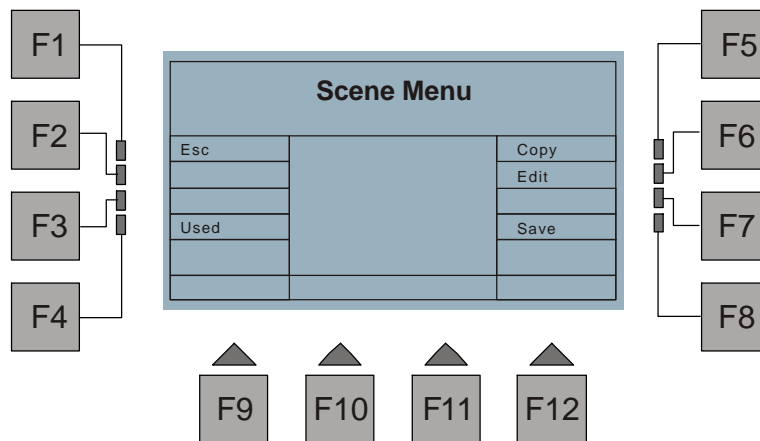 F1
F5
Scene Menu
F2
F6
Esc
Copy
Edit
F3
F7
Used
Save
F4
F8
F9
F10
F11
F12